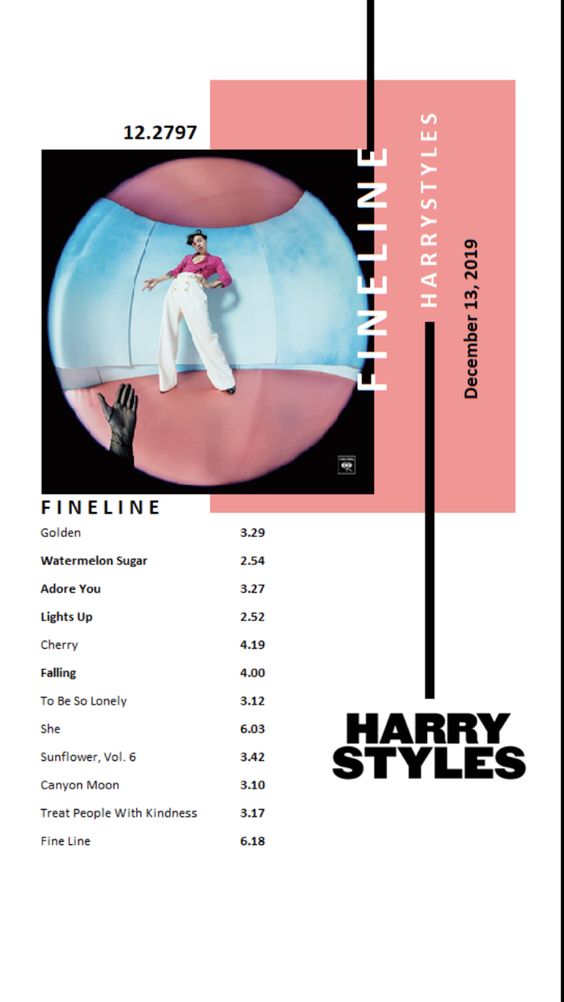 12.2797
FINELINE
HARRYSTYLES
December 13, 2019
FINELINE
Golden 3.29
Watermelon Sugar 2.54
Adore You 3.27
Lights Up 2.52
Cherry 4.19
Falling 4.00
To Be So Lonely 3.12
She 6.03
Sunflower, Vol. 6 3.42
Canyon Moon 3.10
Treat People With Kindness 3.17
Fine Line 6.18
HARRY
STYLES